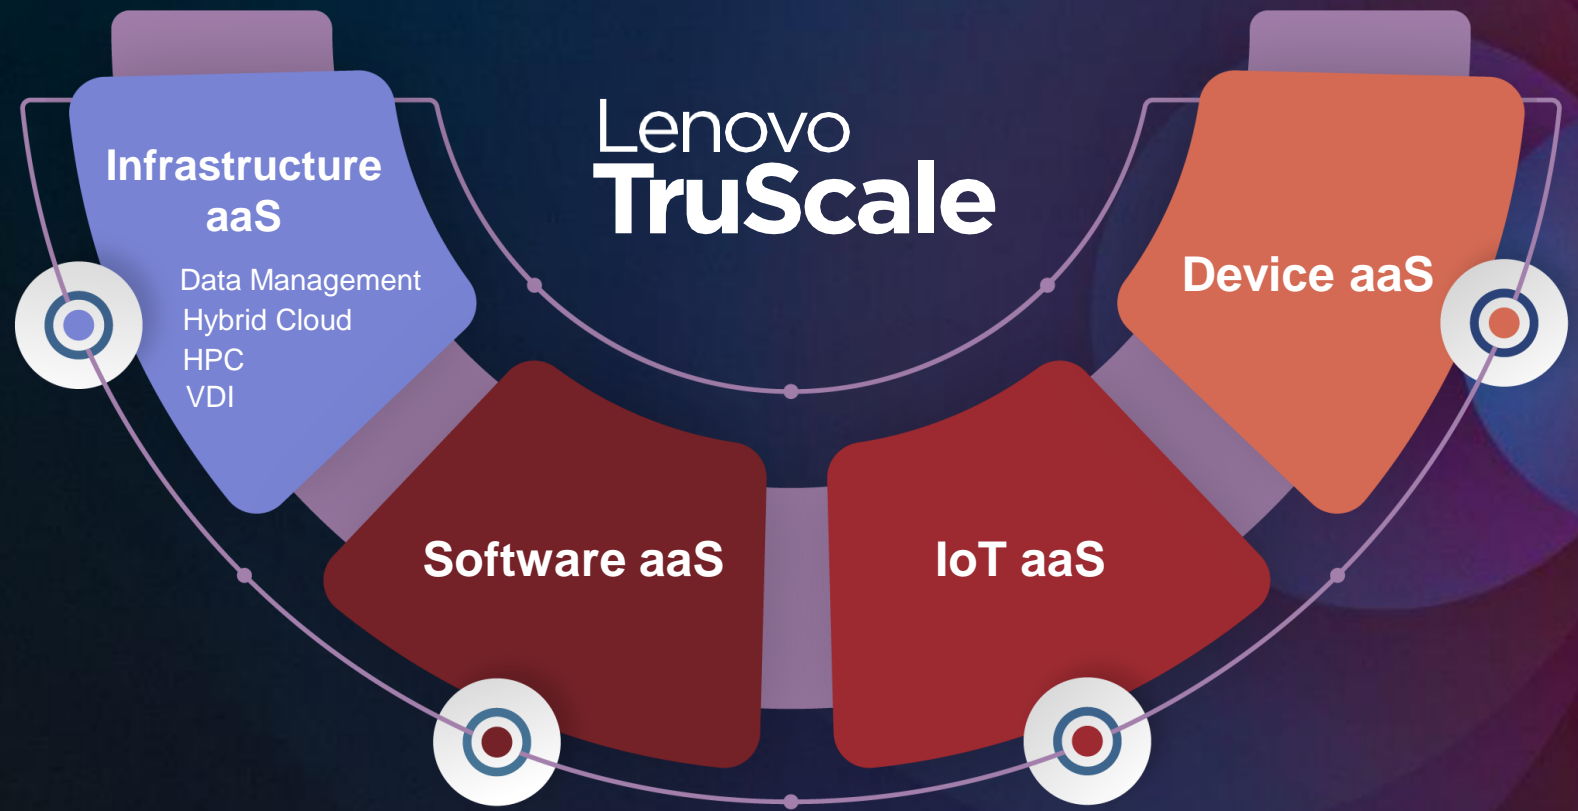 Lenovo
TruScale
Infrastructure
aaS
Data Management
Hybrid Cloud
HPC
VDI
Software aaS
IoT aaS
Device aaS